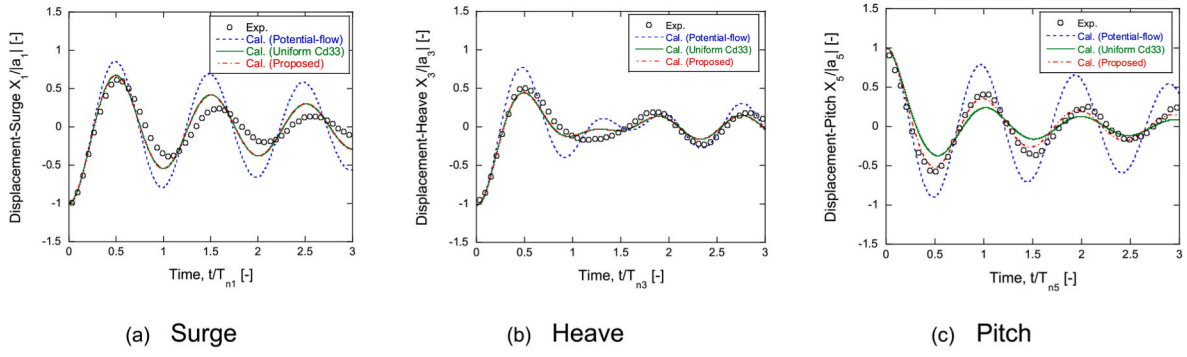 Displacement-Surge X₁/|a₁| [-]
1.5
1
0.5
0
-0.5
-1
-1.5
Exp.
Cal. (Potential-flow)
Cal. (Uniform Cd33)
Cal. (Proposed)
0 0.5 1 1.5 2 2.5 3
Time, t/Tn1 [-]
(a) Surge
Displacement-Heave X₃/|a₃| [-]
1.5
1
0.5
0
-0.5
-1
-1.5
Exp.
Cal. (Potential-flow)
Cal. (Uniform Cd33)
Cal. (Proposed)
0 0.5 1 1.5 2 2.5 3
Time, t/Tn3 [-]
(b) Heave
Displacement-Pitch X₅/|a₅| [-]
1.5
1
0.5
0
-0.5
-1
-1.5
Exp.
Cal. (Potential-flow)
Cal. (Uniform Cd33)
Cal. (Proposed)
0 0.5 1 1.5 2 2.5 3
Time, t/Tn5 [-]
(c) Pitch